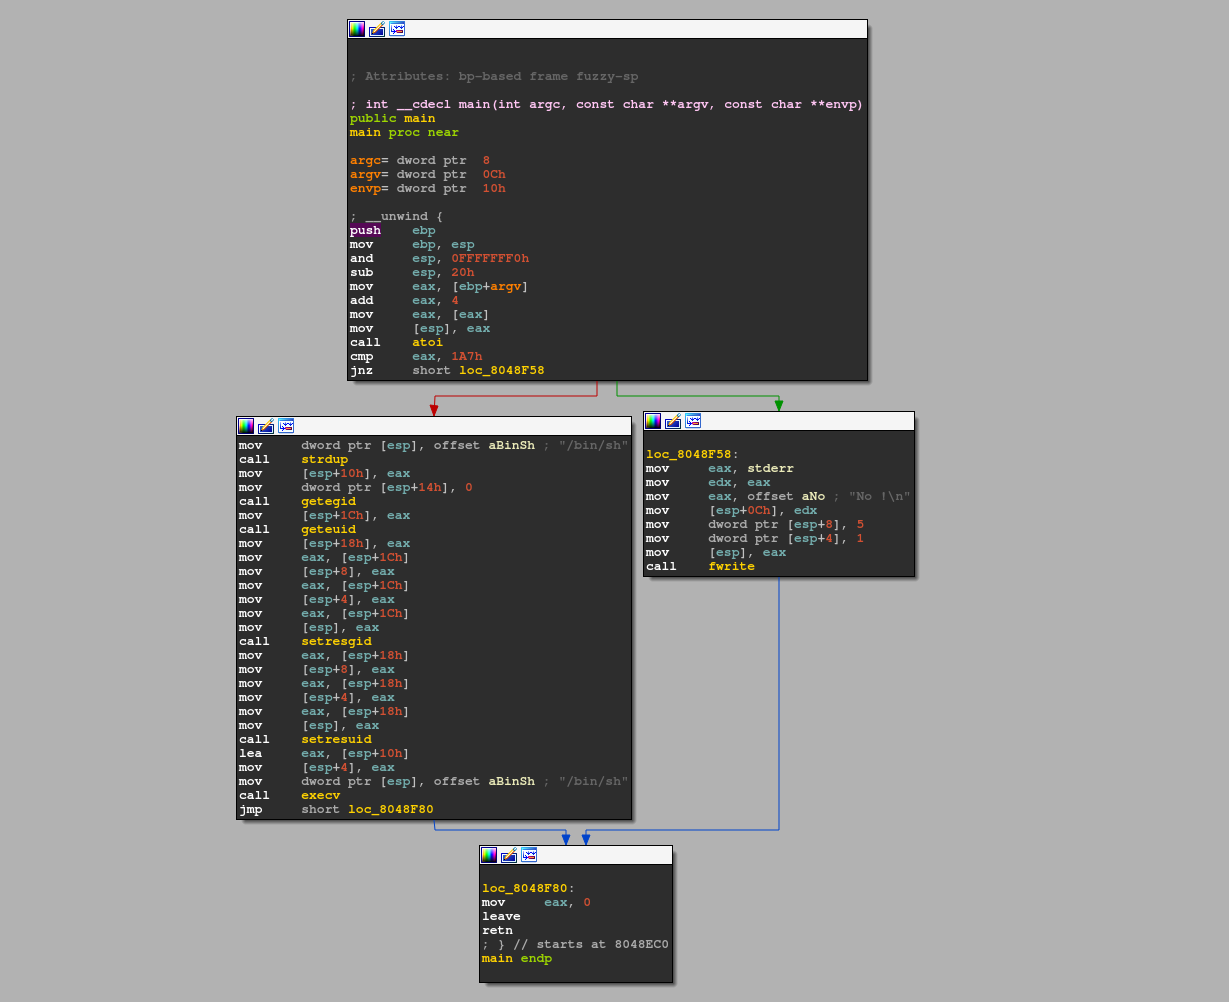 ; Attributes: bp-based frame fuzzy-sp
; int __cdecl main(int argc, const char **argv, const char **envp)
public main
main proc near
argc= dword ptr  8
argv= dword ptr  0Ch
envp= dword ptr  10h
; __unwind {
push    ebp
mov     ebp, esp
and     esp, 0FFFFFFF0h
sub     esp, 20h
mov     eax, [ebp+argv]
add     eax, 4
mov     eax, [eax]
mov     [esp], eax
call    atoi
cmp     eax, 1A7h
jnz     short loc_8048F58
mov     dword ptr [esp], offset aBinSh ; "/bin/sh"
call    strdup
mov     [esp+10h], eax
mov     dword ptr [esp+14h], 0
call    getegid
mov     [esp+1Ch], eax
call    geteuid
mov     [esp+18h], eax
mov     eax, [esp+1Ch]
mov     [esp+8], eax
mov     eax, [esp+1Ch]
mov     [esp+4], eax
mov     eax, [esp+1Ch]
mov     [esp], eax
call    setresgid
mov     eax, [esp+18h]
mov     [esp+8], eax
mov     eax, [esp+18h]
mov     [esp+4], eax
mov     eax, [esp+18h]
mov     [esp], eax
call    setresuid
lea     eax, [esp+10h]
mov     [esp+4], eax
mov     dword ptr [esp], offset aBinSh ; "/bin/sh"
call    execv
jmp     short loc_8048F80
loc_8048F58:
mov     eax, stderr
mov     edx, eax
mov     eax, offset aNo ; "No !\n"
mov     [esp+0Ch], edx
mov     dword ptr [esp+8], 5
mov     dword ptr [esp+4], 1
mov     [esp], eax
call    fwrite
loc_8048F80:
mov     eax, 0
leave
retn
; } // starts at 8048EC0
main endp